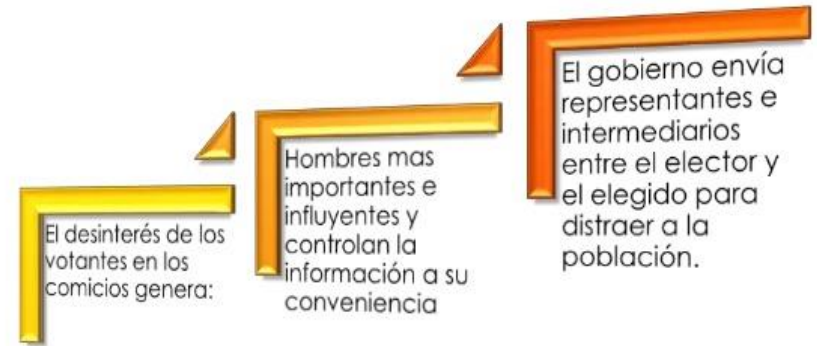 El desinterés de los
votantes en los
comicios genera:
Hombres mas
importantes e
influyentes y
controlan la
información a su
conveniencia
El gobierno envía
representantes e
intermediarios
entre el elector y
el elegido para
distraer a la
población.